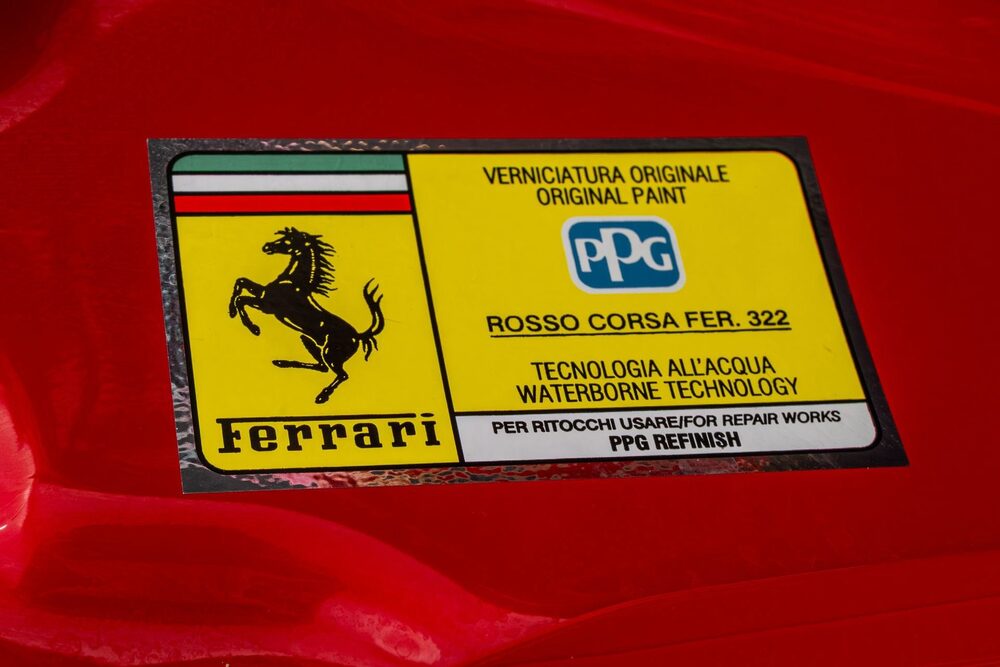 Ferrari
VERNICIATURA ORIGINALE
ORIGINAL PAINT
PPG
ROSSO CORSA FER. 322
TECNOLOGIA ALL'ACQUA
WATERBORNE TECHNOLOGY
PER RITOCCHI USARE/FOR REPAIR WORKS
PPG REFINISH